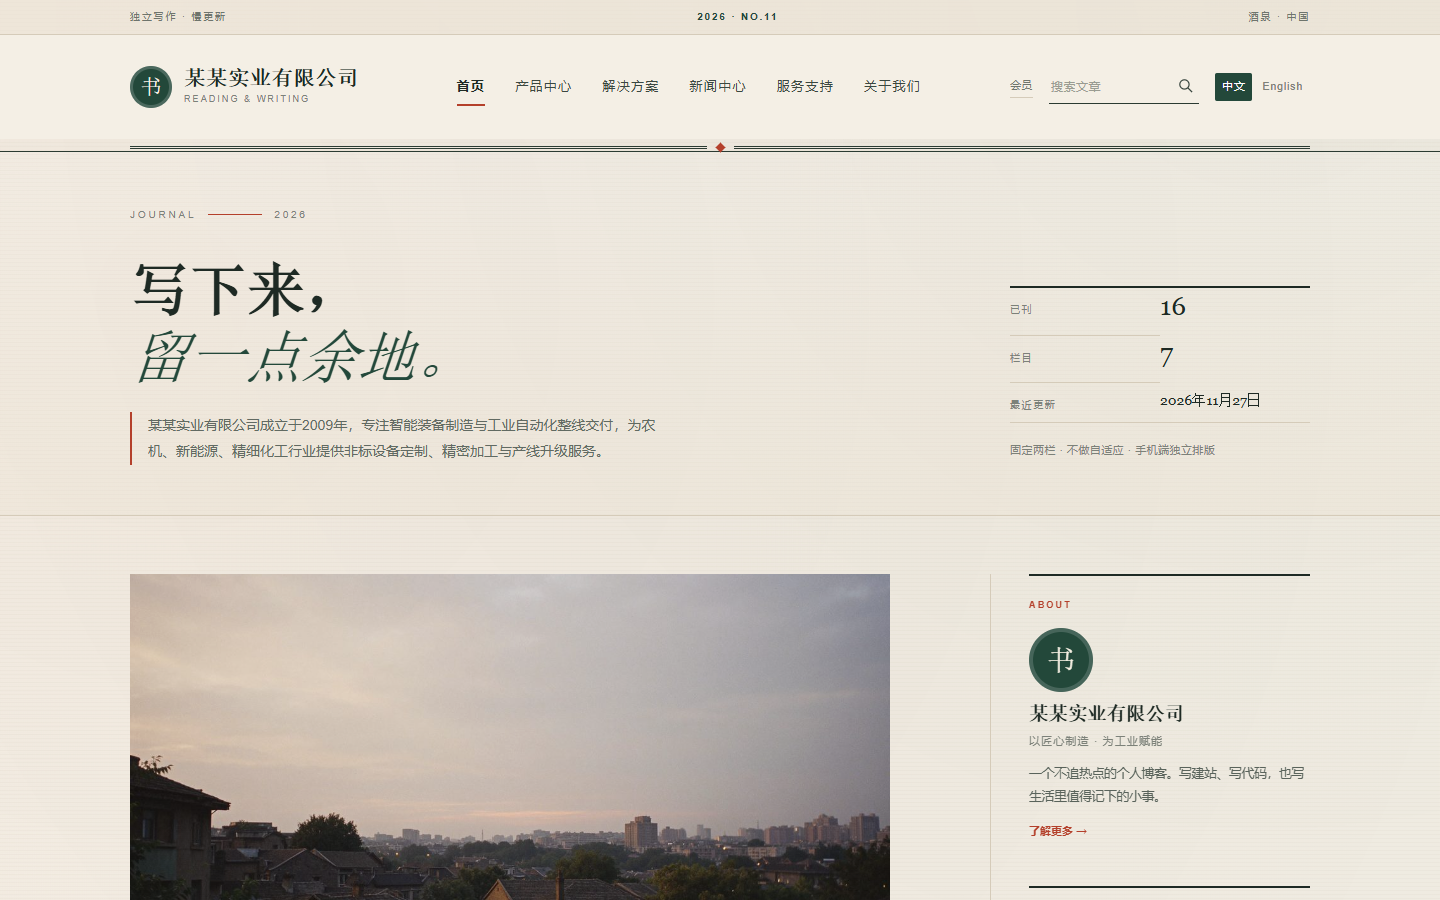 独立写作 · 慢更新
2026 · NO.11
酒泉 · 中国
书
某某实业有限公司
READING & WRITING
首页
产品中心
解决方案
新闻中心
服务支持
关于我们
会员
搜索文章
中文
English
JOURNAL
2026
写下来，
留一点余地。
某某实业有限公司成立于2009年，专注智能装备制造与工业自动化整线交付，为农
机、新能源、精细化工行业提供非标设备定制、精密加工与产线升级服务。
已刊
16
栏目
7
最近更新
2026年11月27日
固定两栏 · 不做自适应 · 手机端独立排版
ABOUT
书
某某实业有限公司
以匠心制造 · 为工业赋能
一个不追热点的个人博客。写建站、写代码，也写
生活里值得记下的小事。
了解更多 →